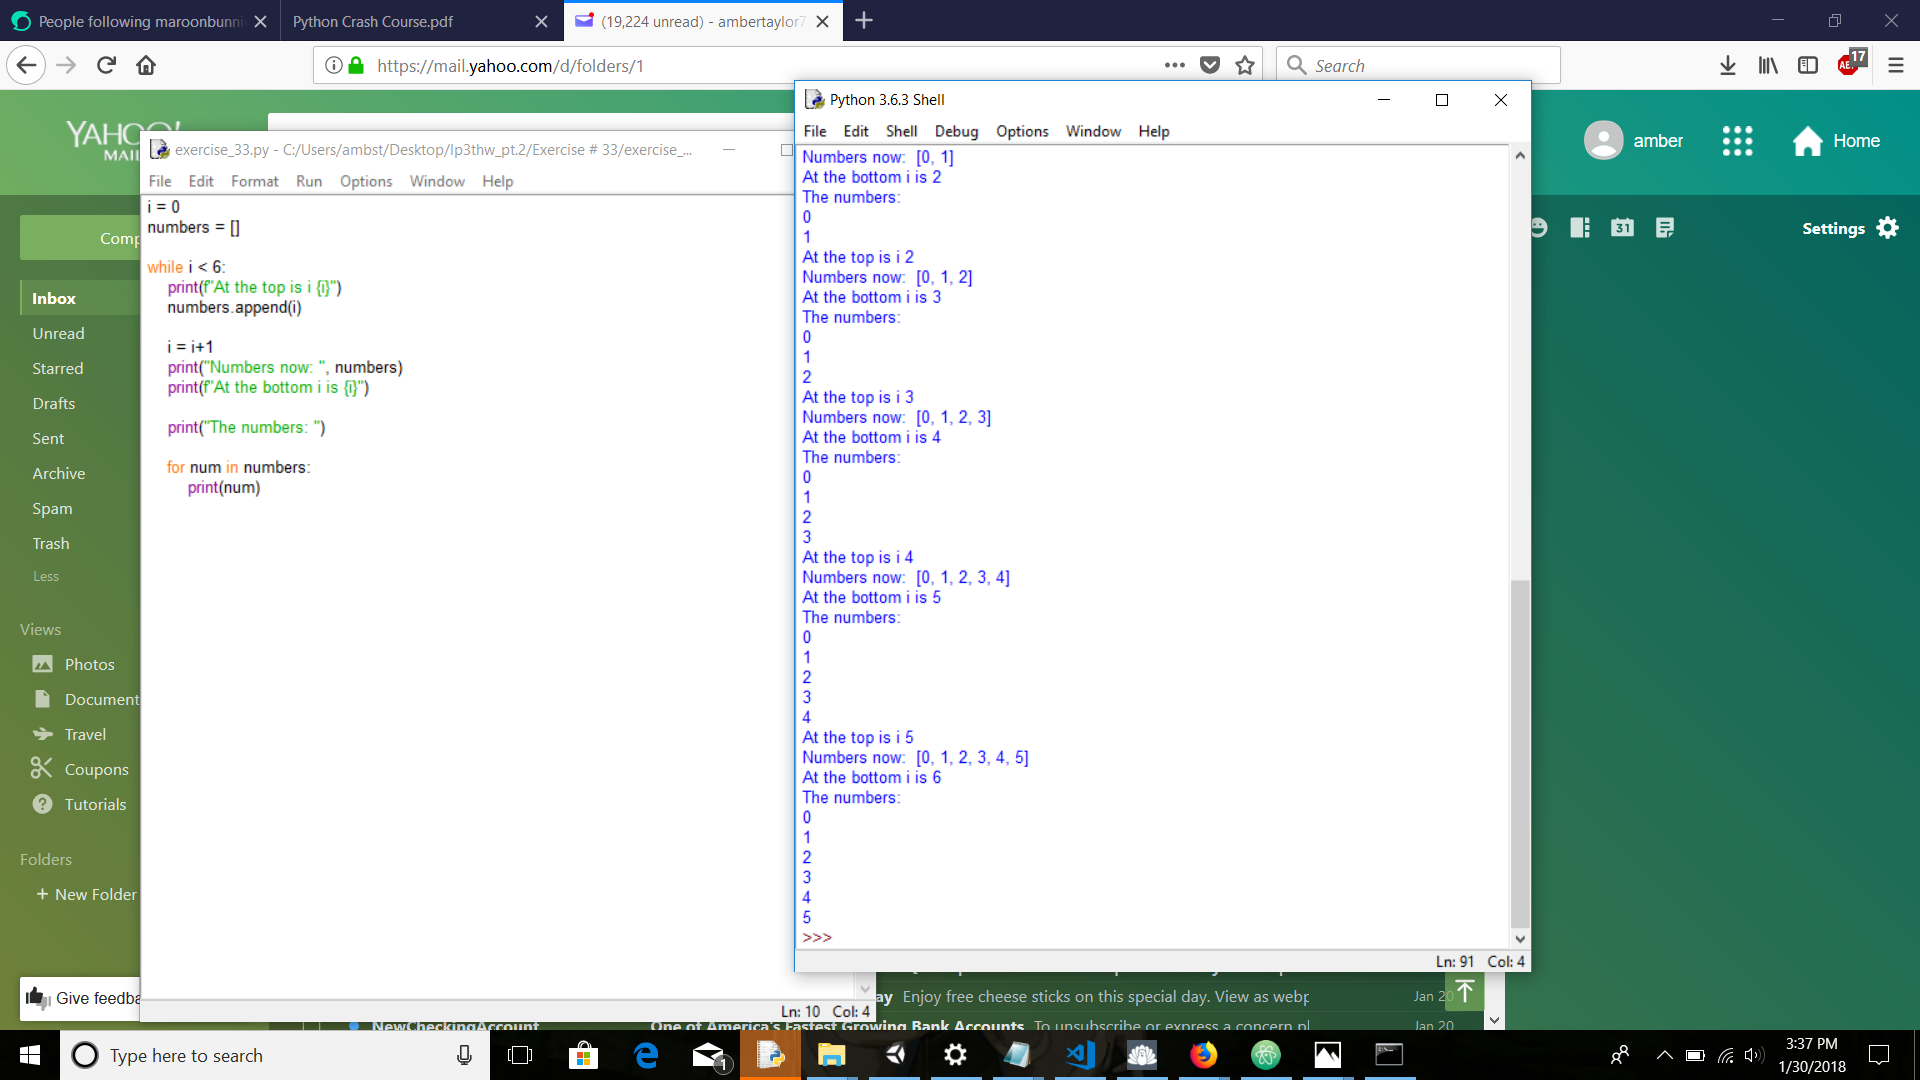 People following maroonbunni
Python Crash Course.pdf
(19,224 unread) - ambertaylor7
https://mail.yahoo.com/d/folders/1
Search
17
YAHOO!
MAIL
amber
Home
Settings
31
Comp
Inbox
Unread
Starred
Drafts
Sent
Archive
Spam
Trash
Less
Views
Photos
Document
Travel
Coupons
Tutorials
Folders
+ New Folder
Give feedba
exercise_33.py - C:/Users/ambst/Desktop/lp3thw_pt.2/Exercise # 33/exercise_...
File Edit Format Run Options Window Help
i = 0
numbers = []
while i < 6:
print(f"At the top is i {i}")
numbers.append(i)
i = i+1
print("Numbers now: ", numbers)
print(f"At the bottom i is {i}")
print("The numbers: ")
for num in numbers:
print(num)
Ln: 10 Col: 4
Python 3.6.3 Shell
File Edit Shell Debug Options Window Help
Numbers now:  [0, 1]
At the bottom i is 2
The numbers:
0
1
At the top is i 2
Numbers now:  [0, 1, 2]
At the bottom i is 3
The numbers:
0
1
2
At the top is i 3
Numbers now:  [0, 1, 2, 3]
At the bottom i is 4
The numbers:
0
1
2
3
At the top is i 4
Numbers now:  [0, 1, 2, 3, 4]
At the bottom i is 5
The numbers:
0
1
2
3
4
At the top is i 5
Numbers now:  [0, 1, 2, 3, 4, 5]
At the bottom i is 6
The numbers:
0
1
2
3
4
5
>>>
Ln: 91 Col: 4
ay Enjoy free cheese sticks on this special day. View as webp Jan 20
NewCheckingAccount One of America's Fastest Growing Bank Accounts To unsubscribe or express a concern pl Jan 20
Type here to search
1
3:37 PM
1/30/2018